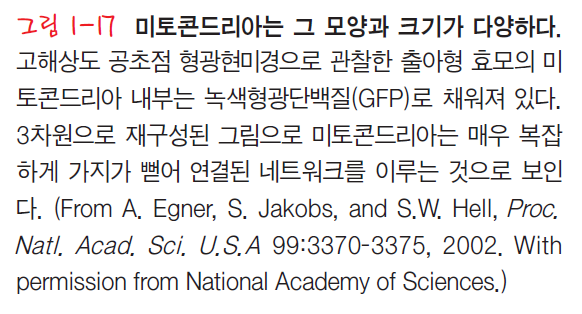 그림 1-17 미토콘드리아는 그 모양과 크기가 다양하다.
고해상도 공초점 형광현미경으로 관찰한 출아형 효모의 미
토콘드리아 내부는 녹색형광단백질(GFP)로 채워져 있다.
3차원으로 재구성된 그림으로 미토콘드리아는 매우 복잡
하게 가지가 뻗어 연결된 네트워크를 이루는 것으로 보인
다. (From A. Egner, S. Jakobs, and S.W. Hell, Proc.
Natl. Acad. Sci. U.S.A 99:3370-3375, 2002. With
permission from National Academy of Sciences.)